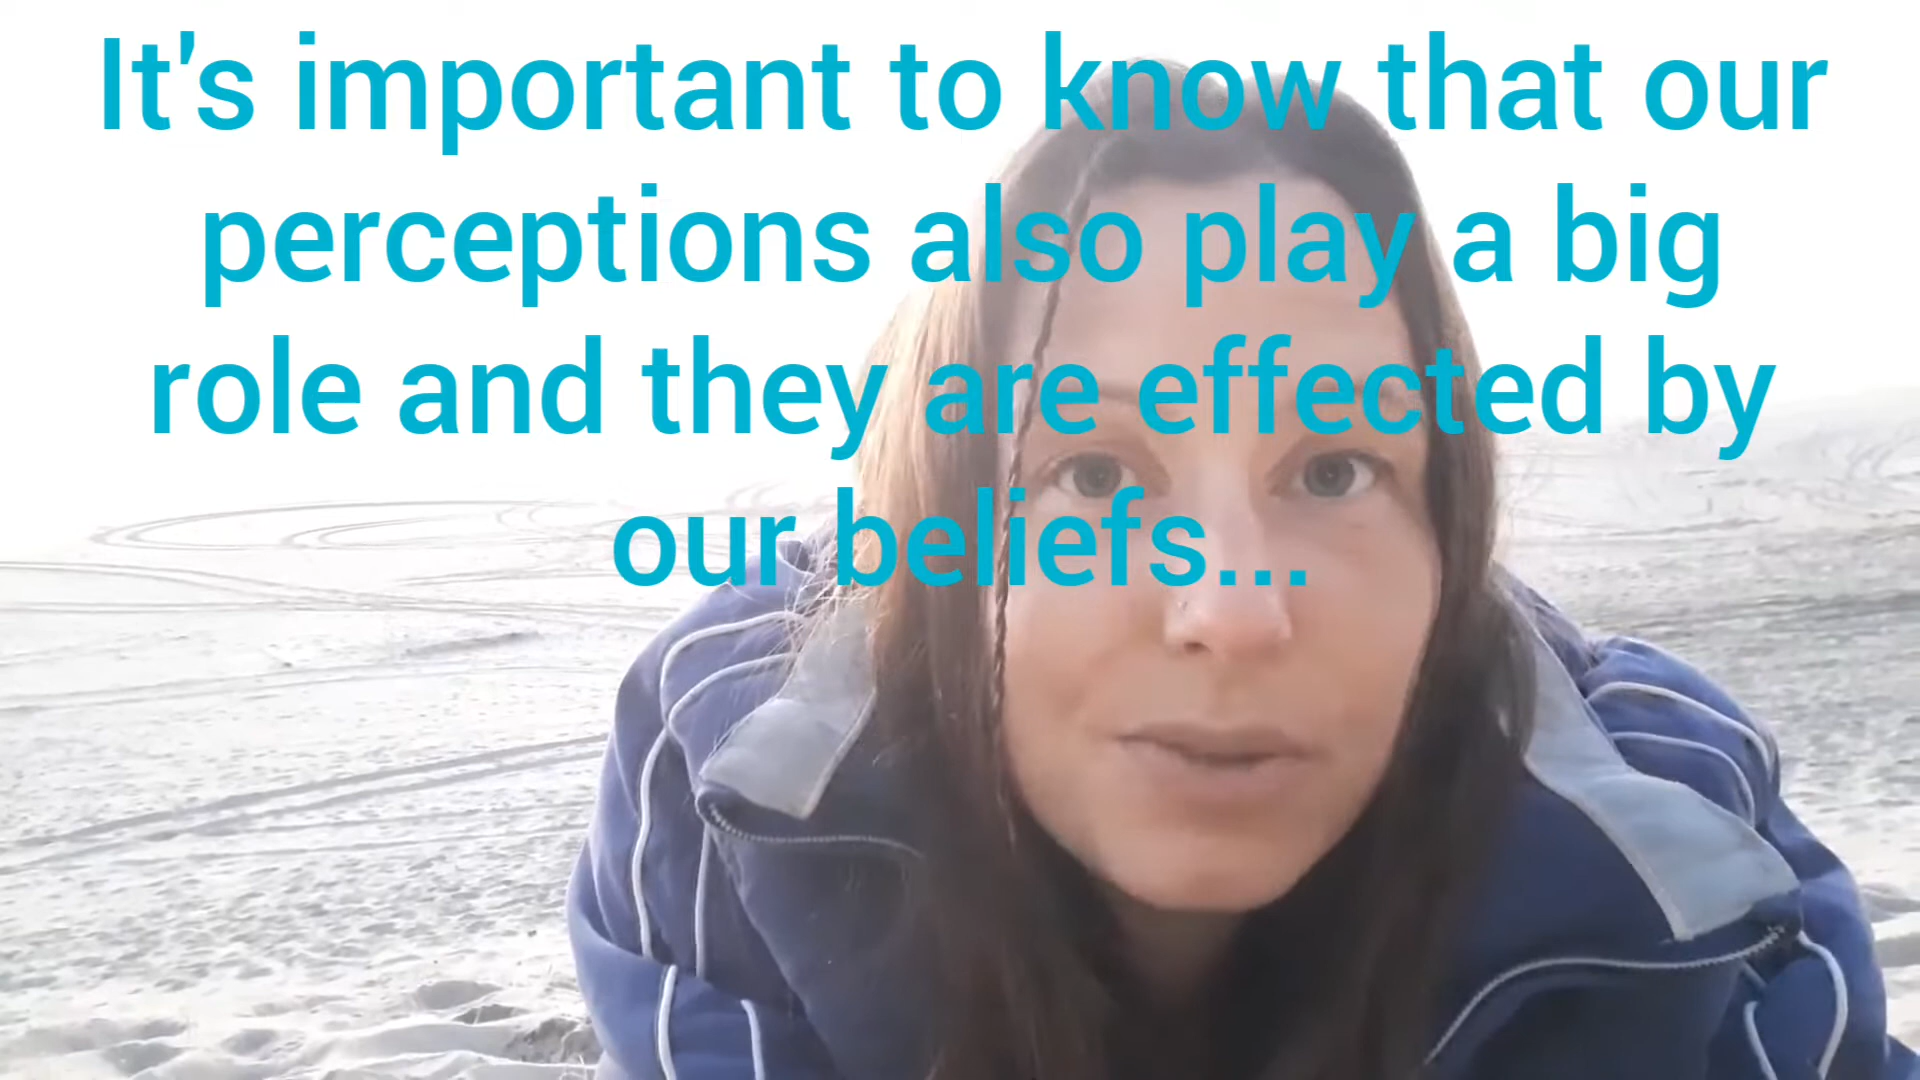 It's important to know that our
perceptions also play a big
role and they are effected by
our beliefs...